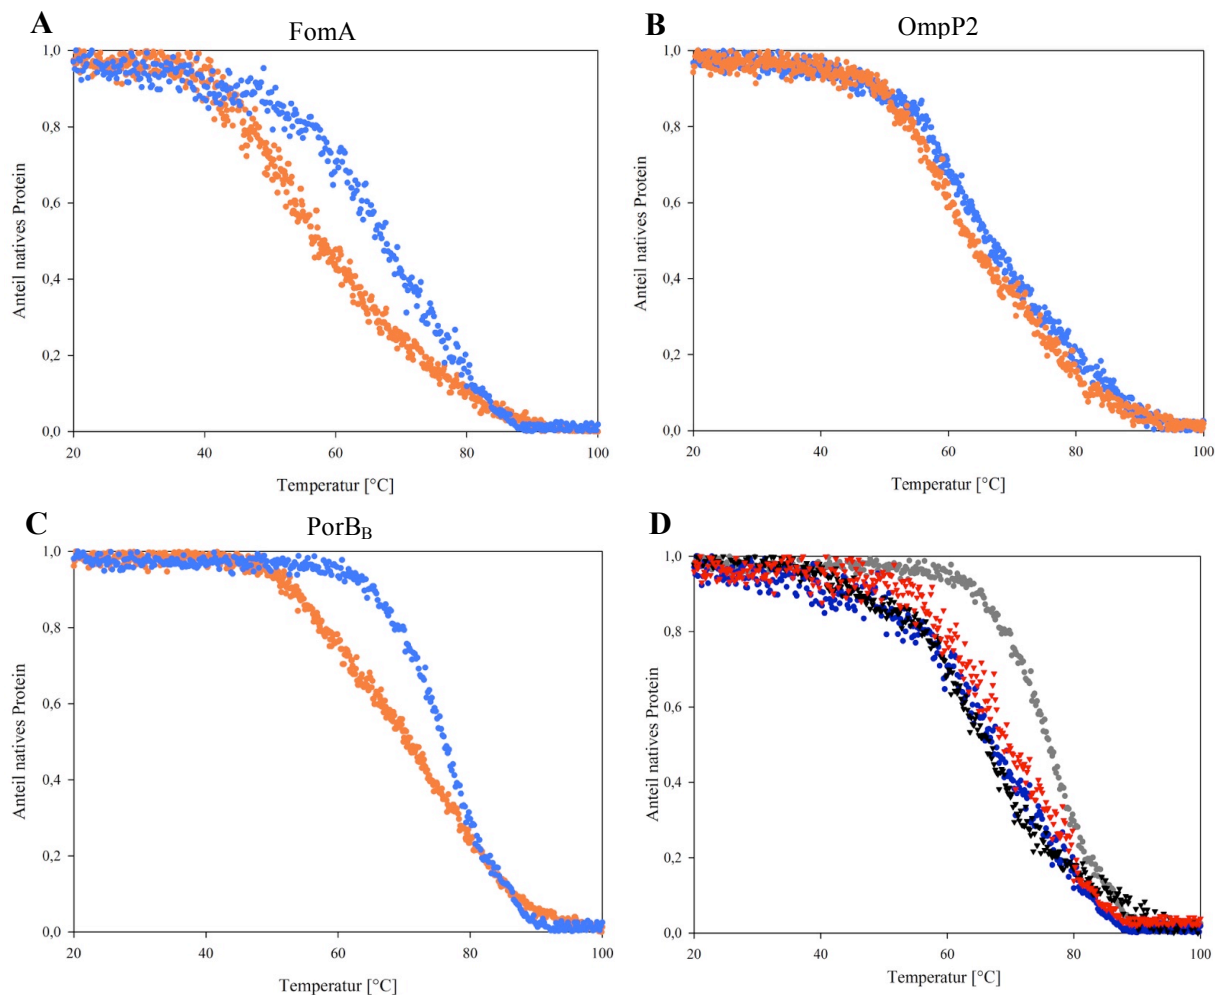 A
FomA
1,0
0,8
0,6
0,4
0,2
0,0
Anteil natives Protein
20 40 60 80 100
Temperatur [°C]
B
OmpP2
1,0
0,8
0,6
0,4
0,2
0,0
Anteil natives Protein
20 40 60 80 100
Temperatur [°C]
C
PorB_B
1,0
0,8
0,6
0,4
0,2
0,0
Anteil natives Protein
20 40 60 80 100
Temperatur [°C]
D
1,0
0,8
0,6
0,4
0,2
0,0
Anteil natives Protein
20 40 60 80 100
Temperatur [°C]